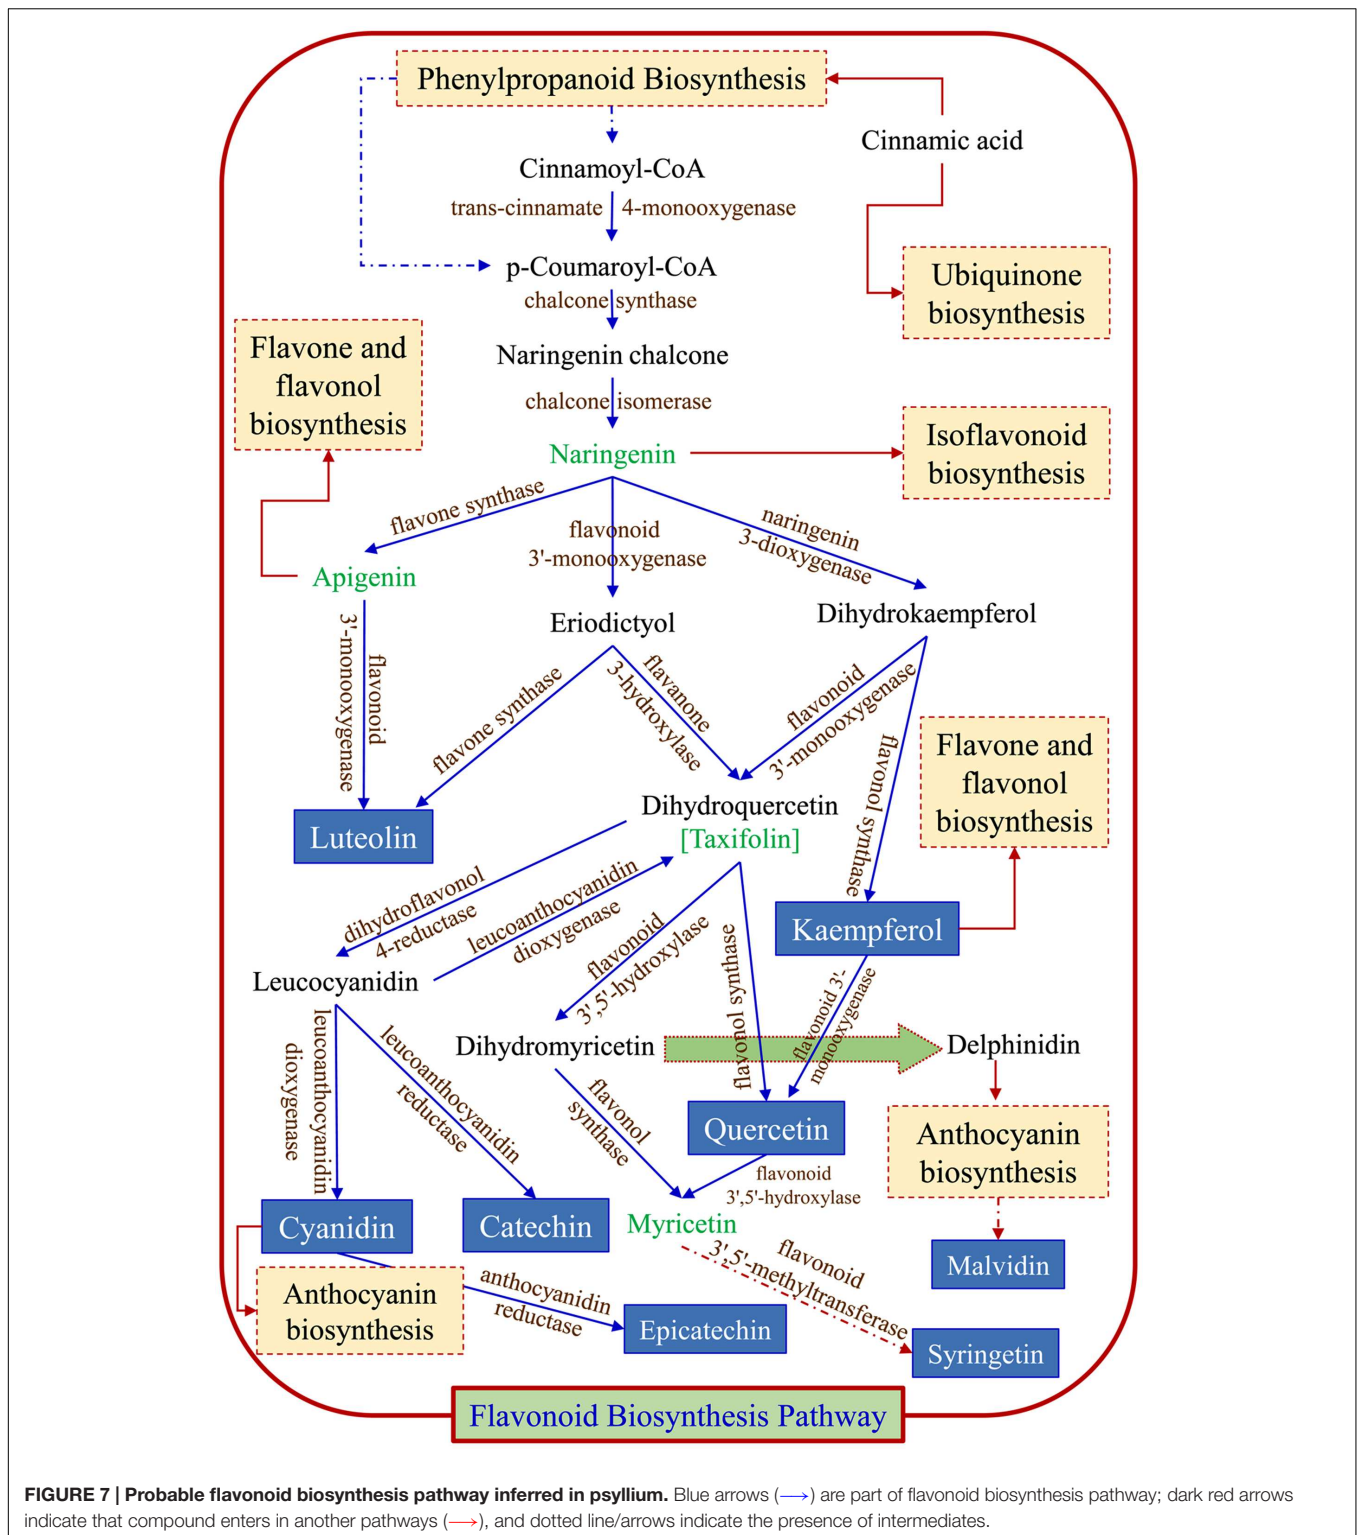 Phenylpropanoid Biosynthesis
Cinnamic acid
Cinnamoyl-CoA
trans-cinnamate 4-monooxygenase
p-Coumaroyl-CoA
chalcone synthase
Ubiquinone
biosynthesis
Naringenin chalcone
chalcone isomerase
Flavone and
flavonol
biosynthesis
Naringenin
Isoflavonoid
biosynthesis
flavone synthase
flavonoid
3'-monooxygenase
naringenin
3-dioxygenase
Apigenin
Eriodictyol
Dihydrokaempferol
flavonoid
3'-monooxygenase
flavone synthase
flavanone
3-hydroxylase
flavonoid
3'-monooxygenase
flavonol synthase
Flavone and
flavonol
biosynthesis
Luteolin
Dihydroquercetin
[Taxifolin]
dihydroflavonol
4-reductase
leucoanthocyanidin
dioxygenase
flavonoid
3',5'-hydroxylase
flavonol synthase
Kaempferol
flavonoid 3'-
monooxygenase
Leucocyanidin
leucoanthocyanidin
dioxygenase
leucoanthocyanidin
reductase
Dihydromyricetin
Delphinidin
flavonol
synthase
Quercetin
flavonoid
3',5'-hydroxylase
Anthocyanin
biosynthesis
Cyanidin
Catechin
Myricetin
flavonoid
3',5'-methyltransferase
Malvidin
Anthocyanin
biosynthesis
anthocyanidin
reductase
Epicatechin
Syringetin
Flavonoid Biosynthesis Pathway
FIGURE 7 | Probable flavonoid biosynthesis pathway inferred in psyllium. Blue arrows (⟶) are part of flavonoid biosynthesis pathway; dark red arrows
indicate that compound enters in another pathways (⟶), and dotted line/arrows indicate the presence of intermediates.